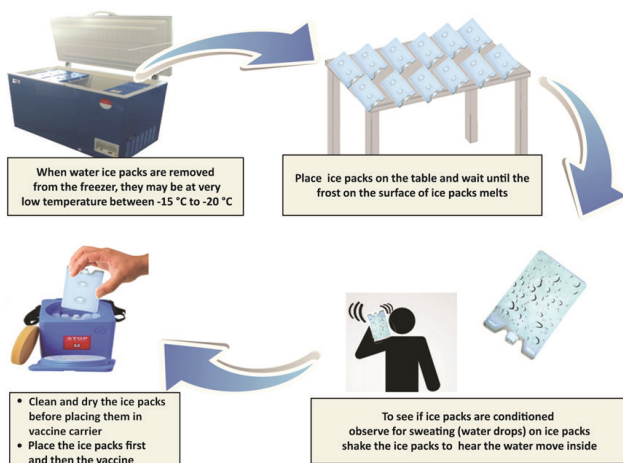 When water ice packs are removed
from the freezer, they may be at very
low temperature between -15 °C to -20 °C
Place ice packs on the table and wait until the
frost on the surface of ice packs melts
To see if ice packs are conditioned
observe for sweating (water drops) on ice packs
shake the ice packs to hear the water move inside
STOP
• Clean and dry the ice packs
before placing them in
vaccine carrier
• Place the ice packs first
and then the vaccine